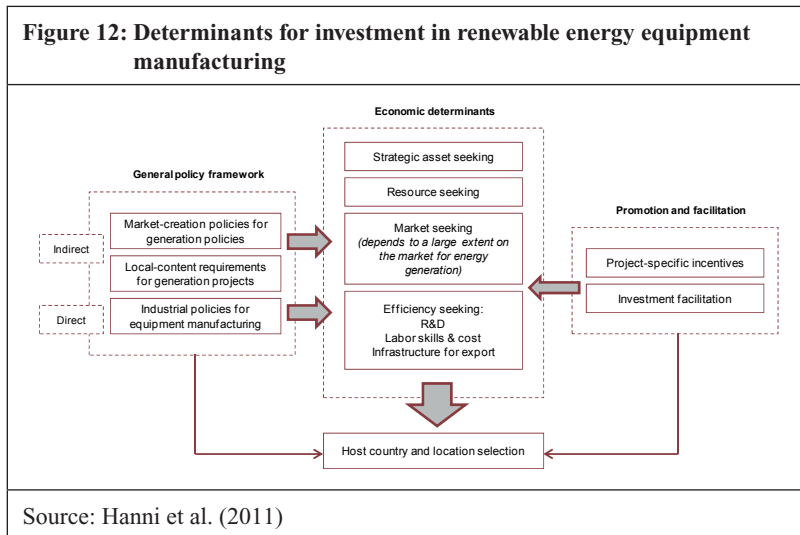 Figure 12: Determinants for investment in renewable energy equipment
manufacturing
Economic determinants
Strategic asset seeking
General policy framework
Resource seeking
Promotion and facilitation
Market-creation policies for
generation policies
Indirect
Market seeking
(depends to a large extent on
the market for energy
generation)
Local-content requirements
for generation projects
Project-specific incentives
Investment facilitation
Direct
Industrial policies for
equipment manufacturing
Efficiency seeking:
R&D
Labor skills & cost
Infrastructure for export
Host country and location selection
Source: Hanni et al. (2011)